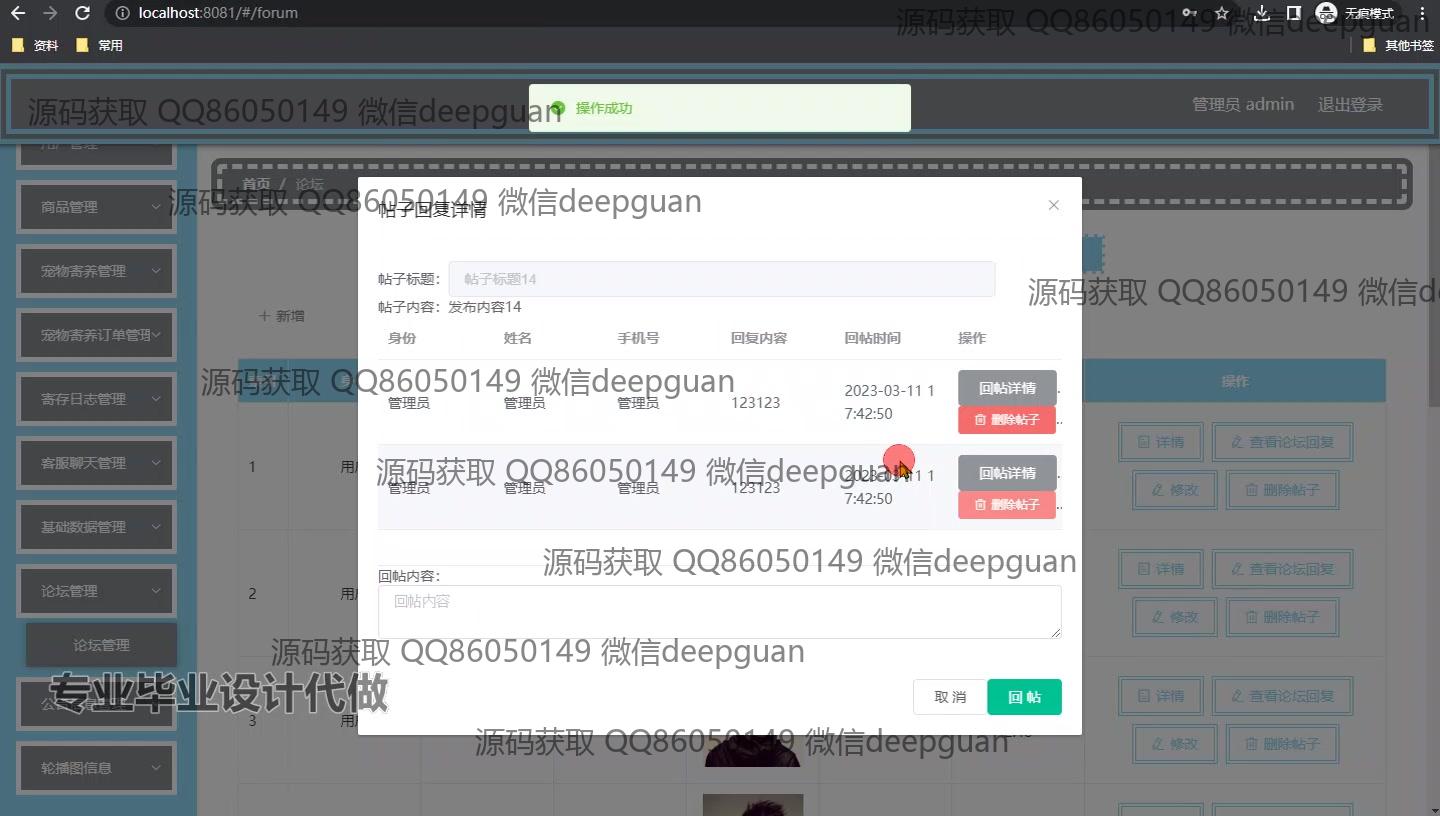 localhost:8081/#/forum
无痕模式
资料
常用
其他书签
源码获取 QQ86050149 微信deepguan
源码获取 QQ86050149 微信deepguan
操作成功
管理员 admin
退出登录
用户管理
首页 / 论坛
商品管理
源码获取 QQ86050149 微信deepguan
帖子回复详情
宠物寄养管理
帖子标题：
帖子标题14
源码获取 QQ86050149 微信de
帖子内容：发布内容14
新增
宠物寄养订单管理
身份 姓名 手机号 回复内容 回帖时间 操作
源码获取 QQ86050149 微信deepguan
操作
寄存日志管理
管理员 管理员 管理员 123123
2023-03-11 1
7:42:50
回帖详情
删除帖子
详情
查看论坛回复
客服聊天管理
1
用
源码获取 QQ86050149 微信deepguan
管理员 管理员 管理员 123123
2023-03-11 1
7:42:50
回帖详情
删除帖子
修改
删除帖子
基础数据管理
源码获取 QQ86050149 微信deepguan
回帖内容：
回帖内容
详情
查看论坛回复
论坛管理
2
用
修改
删除帖子
论坛管理
源码获取 QQ86050149 微信deepguan
专业毕业设计代做
取 消
回 帖
详情
查看论坛回复
3
用
源码获取 QQ86050149 微信deepguan
修改
删除帖子
轮播图信息